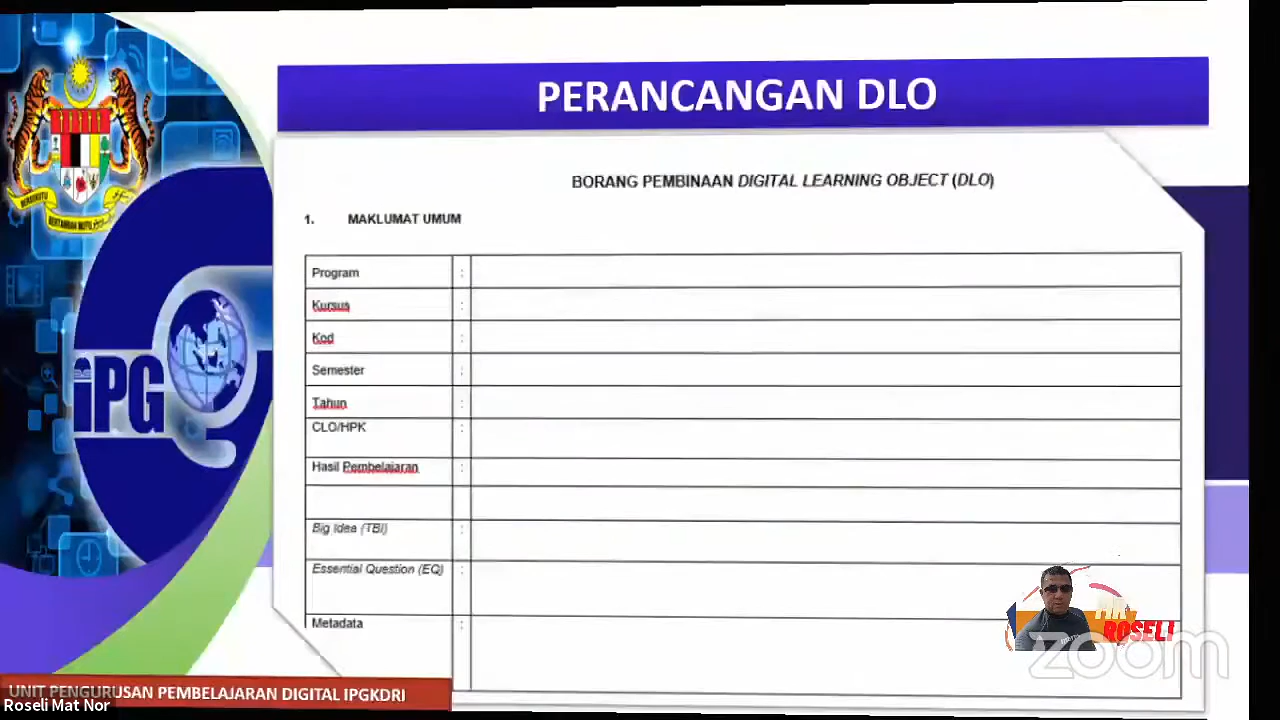 PERANCANGAN DLO
BORANG PEMBINAAN DIGITAL LEARNING OBJECT (DLO)
1. MAKLUMAT UMUM
Program :
Kursus :
Kod :
Semester :
Tahun :
CLO/HPK :
Hasil Pembelajaran :
Big Idea (TBI) :
Essential Question (EQ) :
Metadata :
iPG
ROSELI
zoom
UNIT PENGURUSAN PEMBELAJARAN DIGITAL IPGKDRI
Roseli Mat Nor